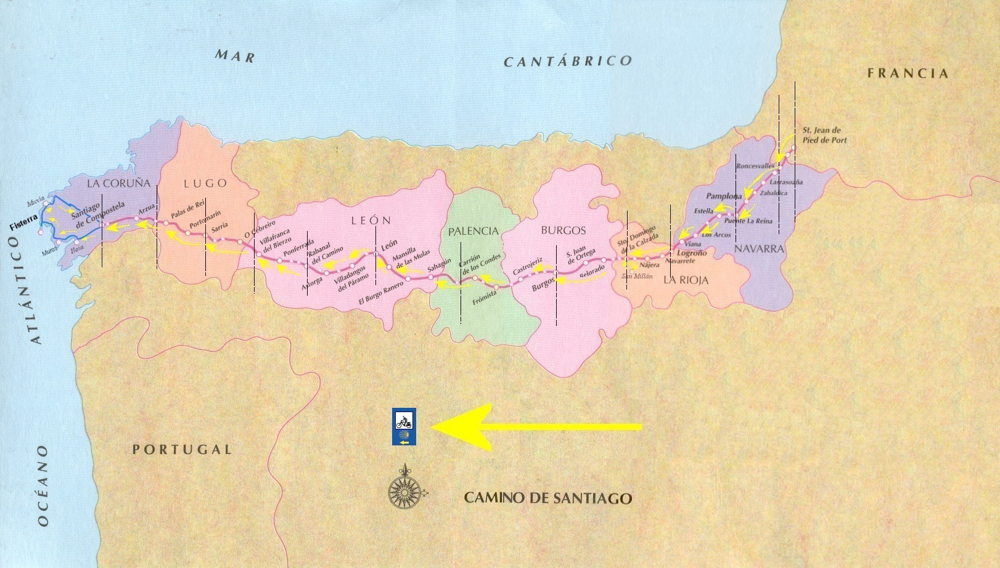 MAR
CANTÁBRICO
FRANCIA
St. Jean de
Pied de Port
Roncesvalles
Larrasoaña
Zabaldica
Pamplona
Estella
Puente La Reina
Los Arcos
Viana
NAVARRA
Logroño
Navarrete
Nájera
LA RIOJA
Sto. Domingo
de la Calzada
San Millán
Belorado
S. Juan
de Ortega
BURGOS
Burgos
Castrojeriz
Frómista
PALENCIA
Carrión
de los Condes
Sahagún
El Burgo Ranero
Mansilla
de las Mulas
LEÓN
León
Villadangos
del Páramo
Astorga
Rabanal
del Camino
Ponferrada
Villafranca
del Bierzo
O Cebreiro
LUGO
Sarria
Portomarín
Palas de Rei
LA CORUÑA
Arzua
Santiago
de Compostela
Muxia
Fisterra
Muros
Noia
OCÉANO
ATLÁNTICO
PORTUGAL
CAMINO DE SANTIAGO